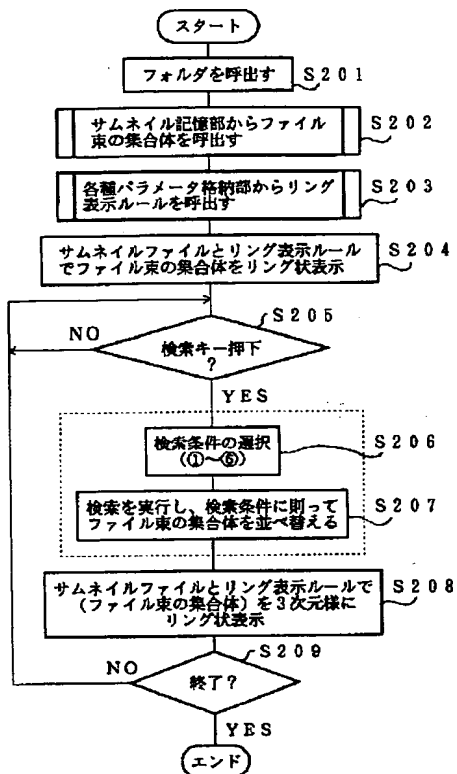 スタート
フォルダを呼出す
S201
サムネイル記憶部からファイル
束の集合体を呼出す
S202
各種パラメータ格納部からリング
表示ルールを呼出す
S203
サムネイルファイルとリング表示ルール
でファイル束の集合体をリング状表示
S204
S205
NO
検索キー押下
?
YES
検索条件の選択
(①~⑥)
S206
検索を実行し、検索条件に則って
ファイル束の集合体を並べ替える
S207
サムネイルファイルとリング表示ルールで
(ファイル束の集合体)を3次元様に
リング状表示
S208
S209
NO
終了?
YES
エンド